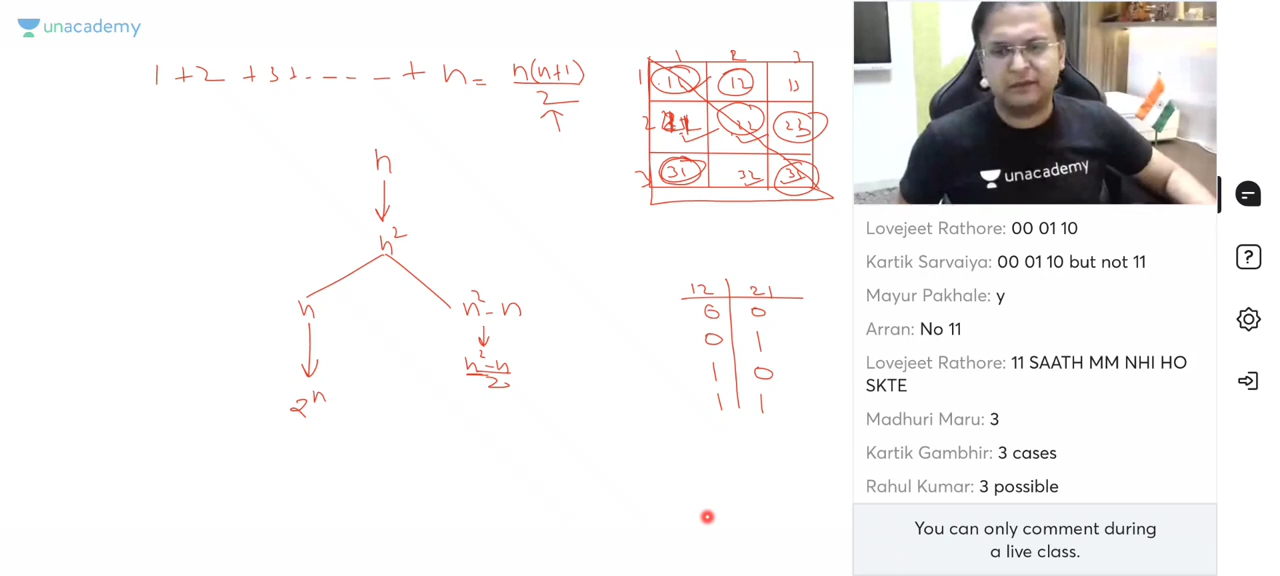 unacademy
1 + 2 + 3 + - - - - + n = n(n+1)/2
↑
1 2 3
1 11 12 13
2 21 22 23
3 31 32 33
n
n²
n n² - n
n² - n / 2
2ⁿ
12 21
0 0
0 1
1 0
1 1
unacademy
Lovejeet Rathore: 00 01 10
Kartik Sarvaiya: 00 01 10 but not 11
Mayur Pakhale: y
Arran: No 11
Lovejeet Rathore: 11 SAATH MM NHI HO
SKTE
Madhuri Maru: 3
Kartik Gambhir: 3 cases
Rahul Kumar: 3 possible
You can only comment during
a live class.
?